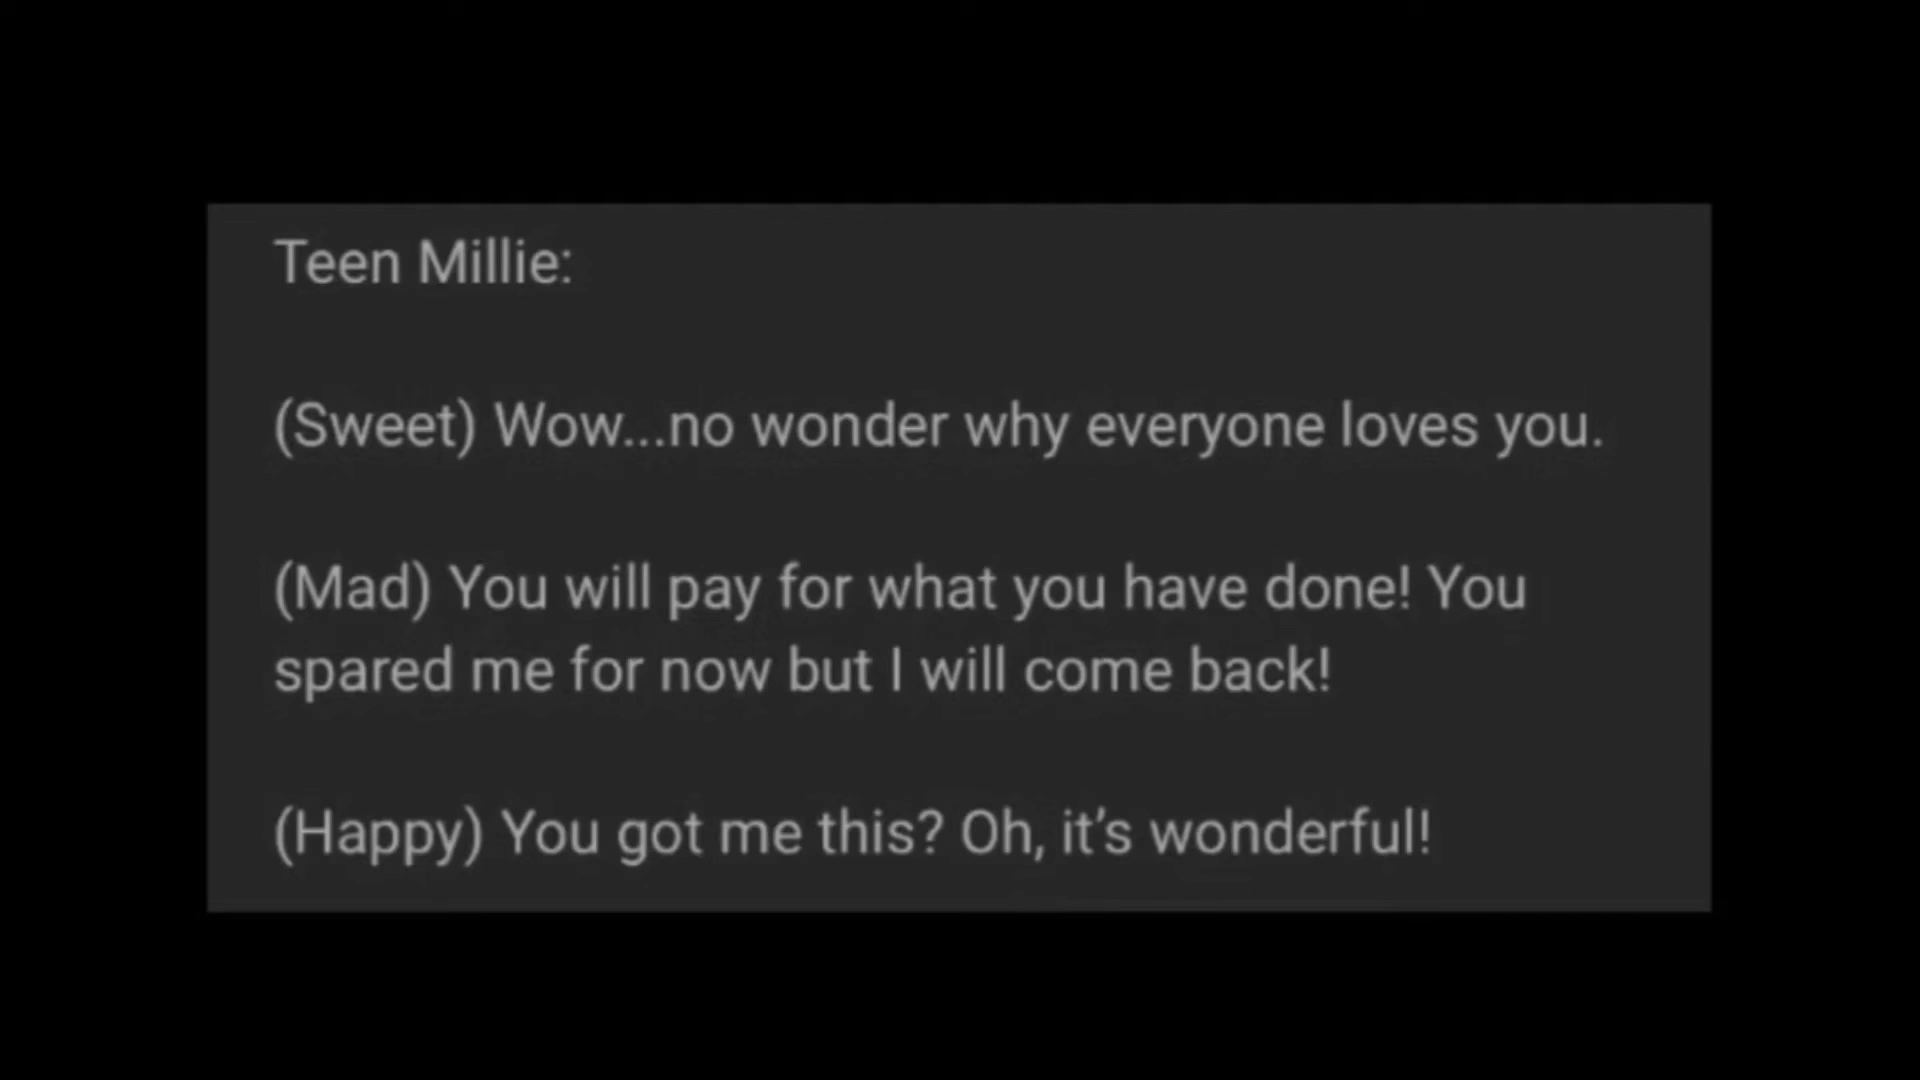 Teen Millie:
(Sweet) Wow...no wonder why everyone loves you.
(Mad) You will pay for what you have done! You
spared me for now but I will come back!
(Happy) You got me this? Oh, it’s wonderful!